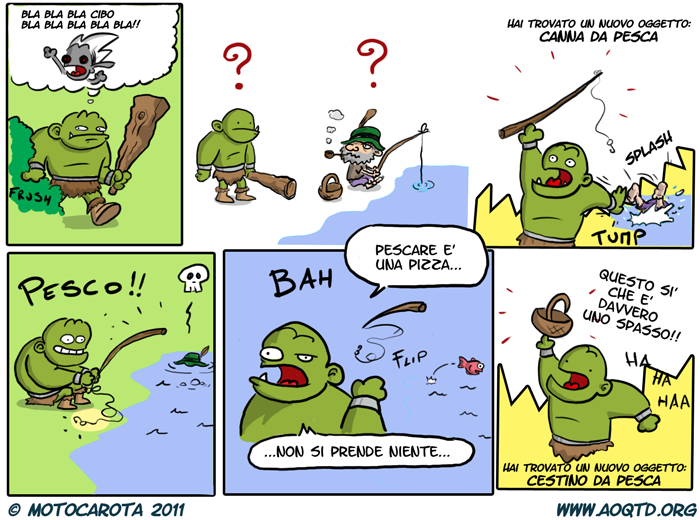 BLA BLA BLA CIBO
BLA BLA BLA BLA BLA!!
FRUSH
?
?
HAI TROVATO UN NUOVO OGGETTO:
CANNA DA PESCA
SPLASH
TUMP
PESCO!!
BAH
PESCARE E'
UNA PIZZA...
FLIP
...NON SI PRENDE NIENTE...
QUESTO SI'
CHE E'
DAVVERO
UNO SPASSO!!
HA
HA
HAA
HAI TROVATO UN NUOVO OGGETTO:
CESTINO DA PESCA
© MOTOCAROTA 2011
WWW.AOQTD.ORG